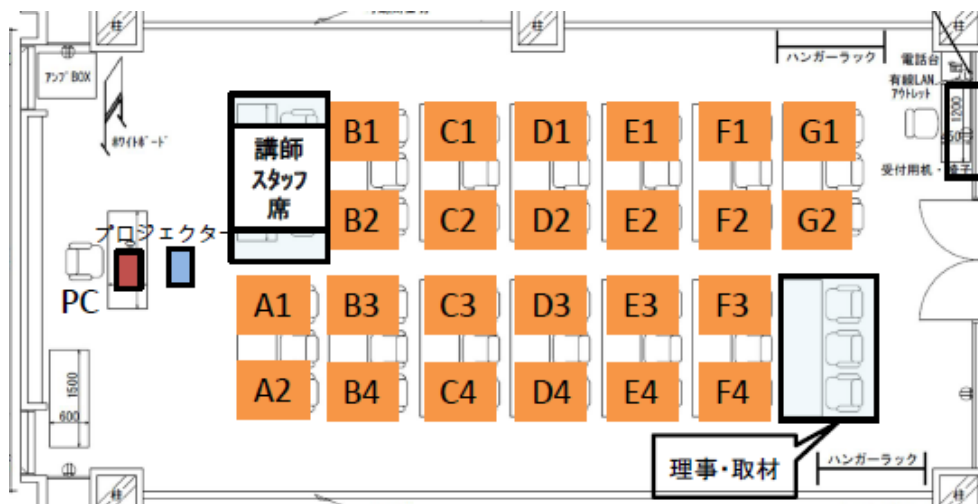 柱
柱
柱
ハンガーラック
電話台
有線LAN
アウトレット
1200
受付用机・椅子
アンプBOX
ホワイトボード
講師
スタッフ
席
B1 C1 D1 E1 F1 G1
B2 C2 D2 E2 F2 G2
プロジェクター
PC
A1 B3 C3 D3 E3 F3
A2 B4 C4 D4 E4 F4
1500
600
理事・取材
ハンガーラック
柱
柱
柱